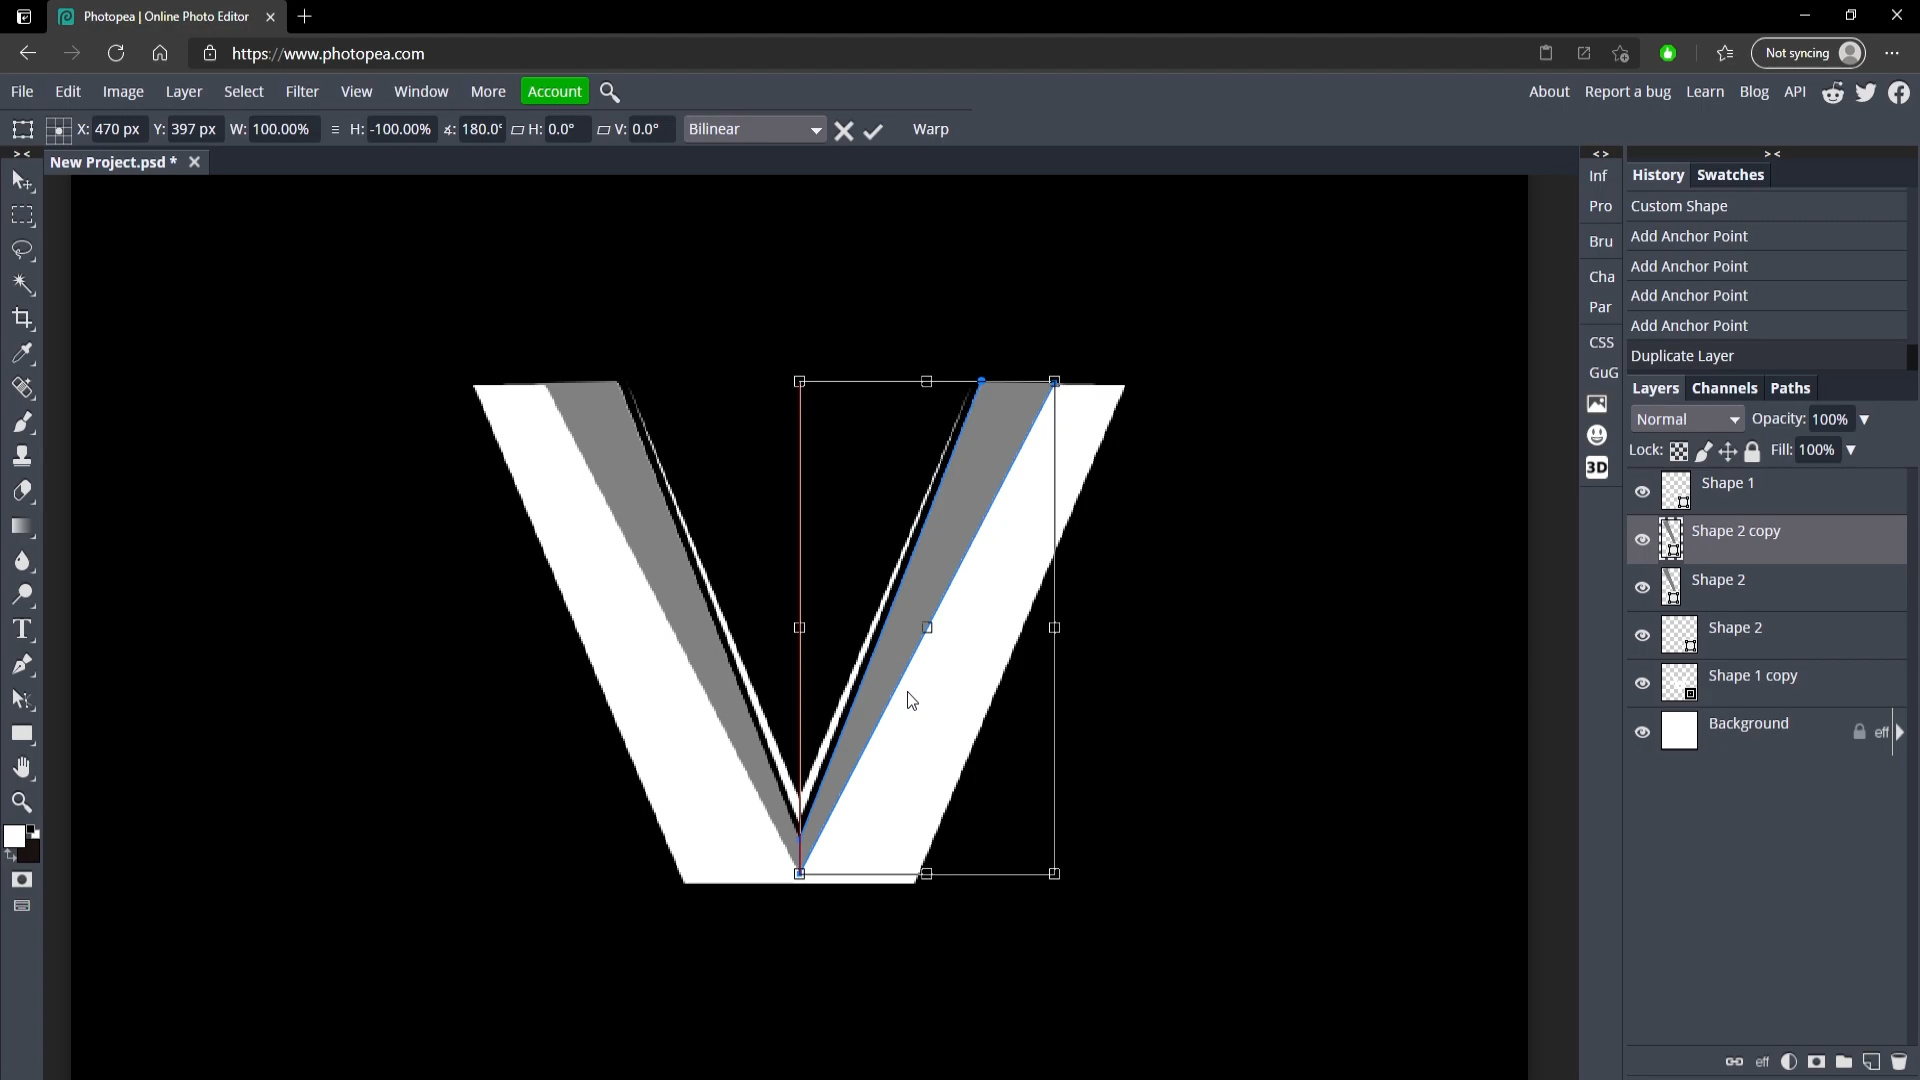 Photopea | Online Photo Editor
https://www.photopea.com
Not syncing
File Edit Image Layer Select Filter View Window More Account
About Report a bug Learn Blog API
X: 470 px Y: 397 px W: 100.00% = H: -100.00% ∡: 180.0° H: 0.0° V: 0.0° Bilinear Warp
> < New Project.psd * < > > <
Inf
Pro
Bru
Cha
Par
CSS
GuG
3D
T
History Swatches
Custom Shape
Add Anchor Point
Add Anchor Point
Add Anchor Point
Add Anchor Point
Duplicate Layer
Layers Channels Paths
Normal Opacity: 100%
Lock: Fill: 100%
Shape 1
Shape 2 copy
Shape 2
Shape 2
Shape 1 copy
Background eff
eff